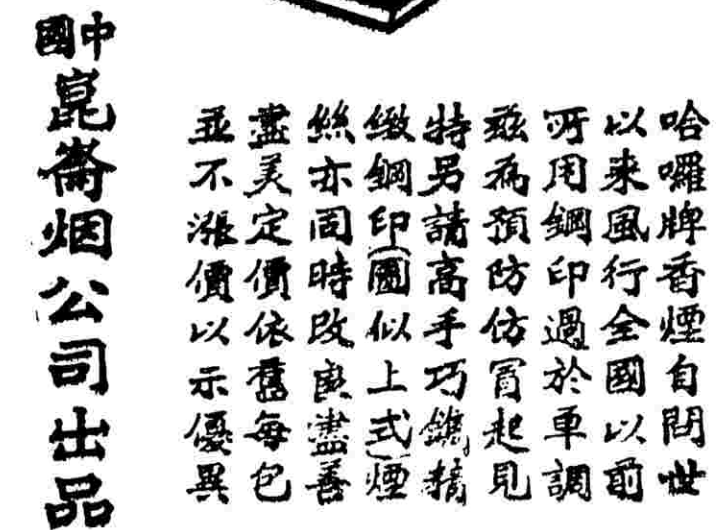 哈囉牌香煙自問世
以来風行全國以前
所用鋼印過於单調
兹為預防仿冒起見
特另請高手巧鐫精
緻鋼印(圖似上式)煙
絲亦同時改良盡善
盡美定價依舊每包
並不漲價以示優異
中國崑崙烟公司出品